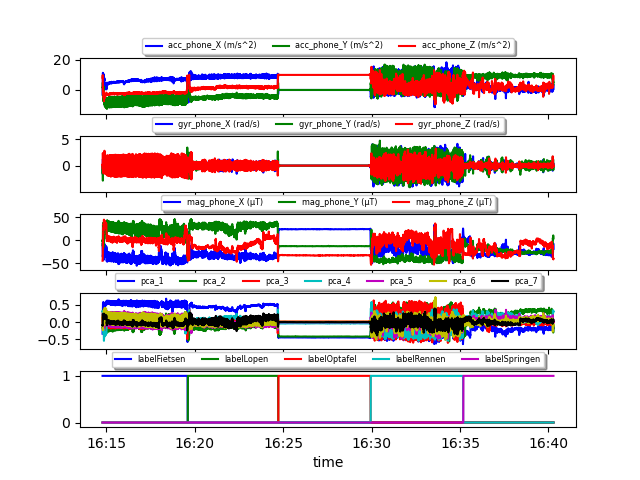 acc_phone_X (m/s^2) acc_phone_Y (m/s^2) acc_phone_Z (m/s^2)
20
0
gyr_phone_X (rad/s) gyr_phone_Y (rad/s) gyr_phone_Z (rad/s)
5
0
mag_phone_X (μT) mag_phone_Y (μT) mag_phone_Z (μT)
50
0
−50
pca_1 pca_2 pca_3 pca_4 pca_5 pca_6 pca_7
0.5
0.0
−0.5
labelFietsen labelLopen labelOptafel labelRennen labelSpringen
1
0
16:15 16:20 16:25 16:30 16:35 16:40
time